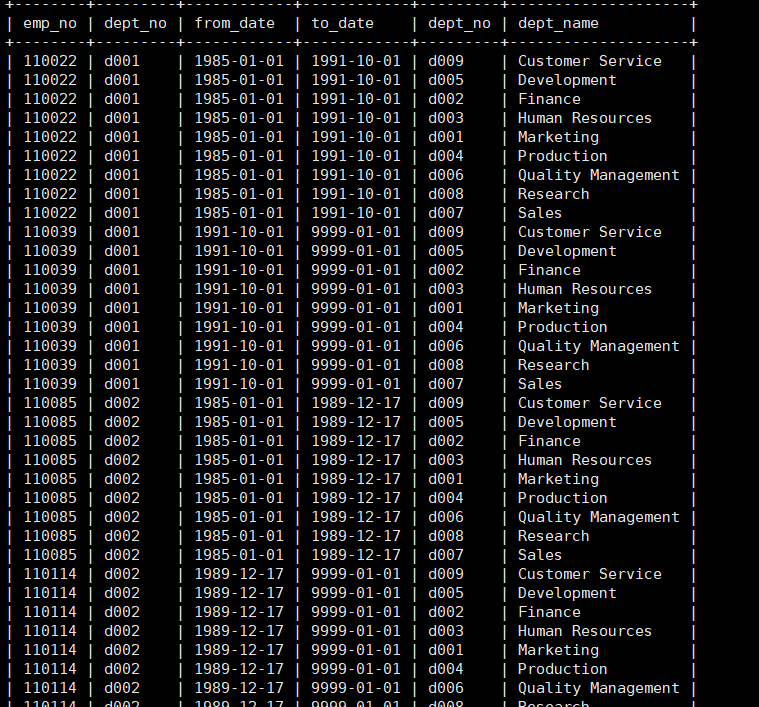 +--------+---------+------------+------------+---------+--------------------+
| emp_no | dept_no | from_date  | to_date    | dept_no | dept_name          |
+--------+---------+------------+------------+---------+--------------------+
| 110022 | d001    | 1985-01-01 | 1991-10-01 | d009    | Customer Service   |
| 110022 | d001    | 1985-01-01 | 1991-10-01 | d005    | Development        |
| 110022 | d001    | 1985-01-01 | 1991-10-01 | d002    | Finance            |
| 110022 | d001    | 1985-01-01 | 1991-10-01 | d003    | Human Resources    |
| 110022 | d001    | 1985-01-01 | 1991-10-01 | d001    | Marketing          |
| 110022 | d001    | 1985-01-01 | 1991-10-01 | d004    | Production         |
| 110022 | d001    | 1985-01-01 | 1991-10-01 | d006    | Quality Management |
| 110022 | d001    | 1985-01-01 | 1991-10-01 | d008    | Research           |
| 110022 | d001    | 1985-01-01 | 1991-10-01 | d007    | Sales              |
| 110039 | d001    | 1991-10-01 | 9999-01-01 | d009    | Customer Service   |
| 110039 | d001    | 1991-10-01 | 9999-01-01 | d005    | Development        |
| 110039 | d001    | 1991-10-01 | 9999-01-01 | d002    | Finance            |
| 110039 | d001    | 1991-10-01 | 9999-01-01 | d003    | Human Resources    |
| 110039 | d001    | 1991-10-01 | 9999-01-01 | d001    | Marketing          |
| 110039 | d001    | 1991-10-01 | 9999-01-01 | d004    | Production         |
| 110039 | d001    | 1991-10-01 | 9999-01-01 | d006    | Quality Management |
| 110039 | d001    | 1991-10-01 | 9999-01-01 | d008    | Research           |
| 110039 | d001    | 1991-10-01 | 9999-01-01 | d007    | Sales              |
| 110085 | d002    | 1985-01-01 | 1989-12-17 | d009    | Customer Service   |
| 110085 | d002    | 1985-01-01 | 1989-12-17 | d005    | Development        |
| 110085 | d002    | 1985-01-01 | 1989-12-17 | d002    | Finance            |
| 110085 | d002    | 1985-01-01 | 1989-12-17 | d003    | Human Resources    |
| 110085 | d002    | 1985-01-01 | 1989-12-17 | d001    | Marketing          |
| 110085 | d002    | 1985-01-01 | 1989-12-17 | d004    | Production         |
| 110085 | d002    | 1985-01-01 | 1989-12-17 | d006    | Quality Management |
| 110085 | d002    | 1985-01-01 | 1989-12-17 | d008    | Research           |
| 110085 | d002    | 1985-01-01 | 1989-12-17 | d007    | Sales              |
| 110114 | d002    | 1989-12-17 | 9999-01-01 | d009    | Customer Service   |
| 110114 | d002    | 1989-12-17 | 9999-01-01 | d005    | Development        |
| 110114 | d002    | 1989-12-17 | 9999-01-01 | d002    | Finance            |
| 110114 | d002    | 1989-12-17 | 9999-01-01 | d003    | Human Resources    |
| 110114 | d002    | 1989-12-17 | 9999-01-01 | d001    | Marketing          |
| 110114 | d002    | 1989-12-17 | 9999-01-01 | d004    | Production         |
| 110114 | d002    | 1989-12-17 | 9999-01-01 | d006    | Quality Management |